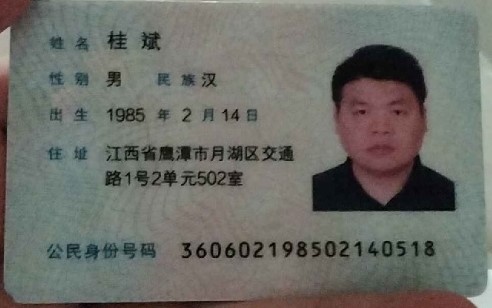 姓名 桂斌
性别 男 民族 汉
出生 1985 年 2 月 14 日
住址 江西省鹰潭市月湖区交通
路1号2单元502室
公民身份号码 360602198502140518